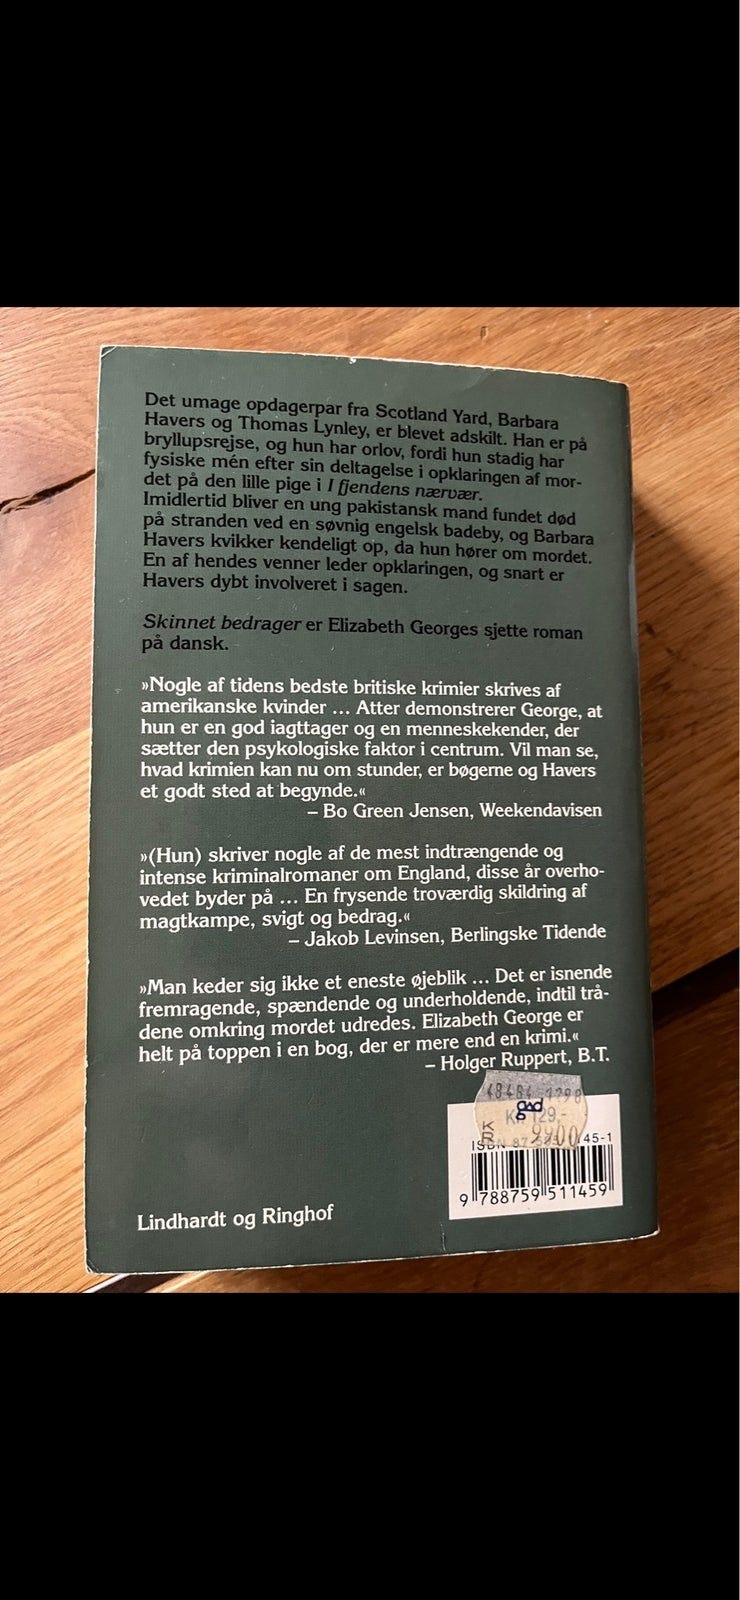 Det umage opdagerpar fra Scotland Yard, Barbara
Havers og Thomas Lynley, er blevet adskilt. Han er på
bryllupsrejse, og hun har orlov, fordi hun stadig har
fysiske mén efter sin deltagelse i opklaringen af mor-
det på den lille pige i I fjendens nærvær.
Imidlertid bliver en ung pakistansk mand fundet død
på stranden ved en søvnig engelsk badeby, og Barbara
Havers kvikker kendeligt op, da hun hører om mordet.
En af hendes venner leder opklaringen, og snart er
Havers dybt involveret i sagen.
Skinnet bedrager er Elizabeth Georges sjette roman
på dansk.
»Nogle af tidens bedste britiske krimier skrives af
amerikanske kvinder ... Atter demonstrerer George, at
hun er en god iagttager og en menneskekender, der
sætter den psykologiske faktor i centrum. Vil man se,
hvad krimien kan nu om stunder, er bøgerne og Havers
et godt sted at begynde.«
– Bo Green Jensen, Weekendavisen
»(Hun) skriver nogle af de mest indtrængende og
intense kriminalromaner om England, disse år overho-
vedet byder på ... En frysende troværdig skildring af
magtkampe, svigt og bedrag.«
– Jakob Levinsen, Berlingske Tidende
»Man keder sig ikke et eneste øjeblik ... Det er isnende
fremragende, spændende og underholdende, indtil trå-
dene omkring mordet udredes. Elizabeth George er
helt på toppen i en bog, der er mere end en krimi.«
– Holger Ruppert, B.T.
gad
129,-
KR
9900
45-1
9 788759 511459
Lindhardt og Ringhof